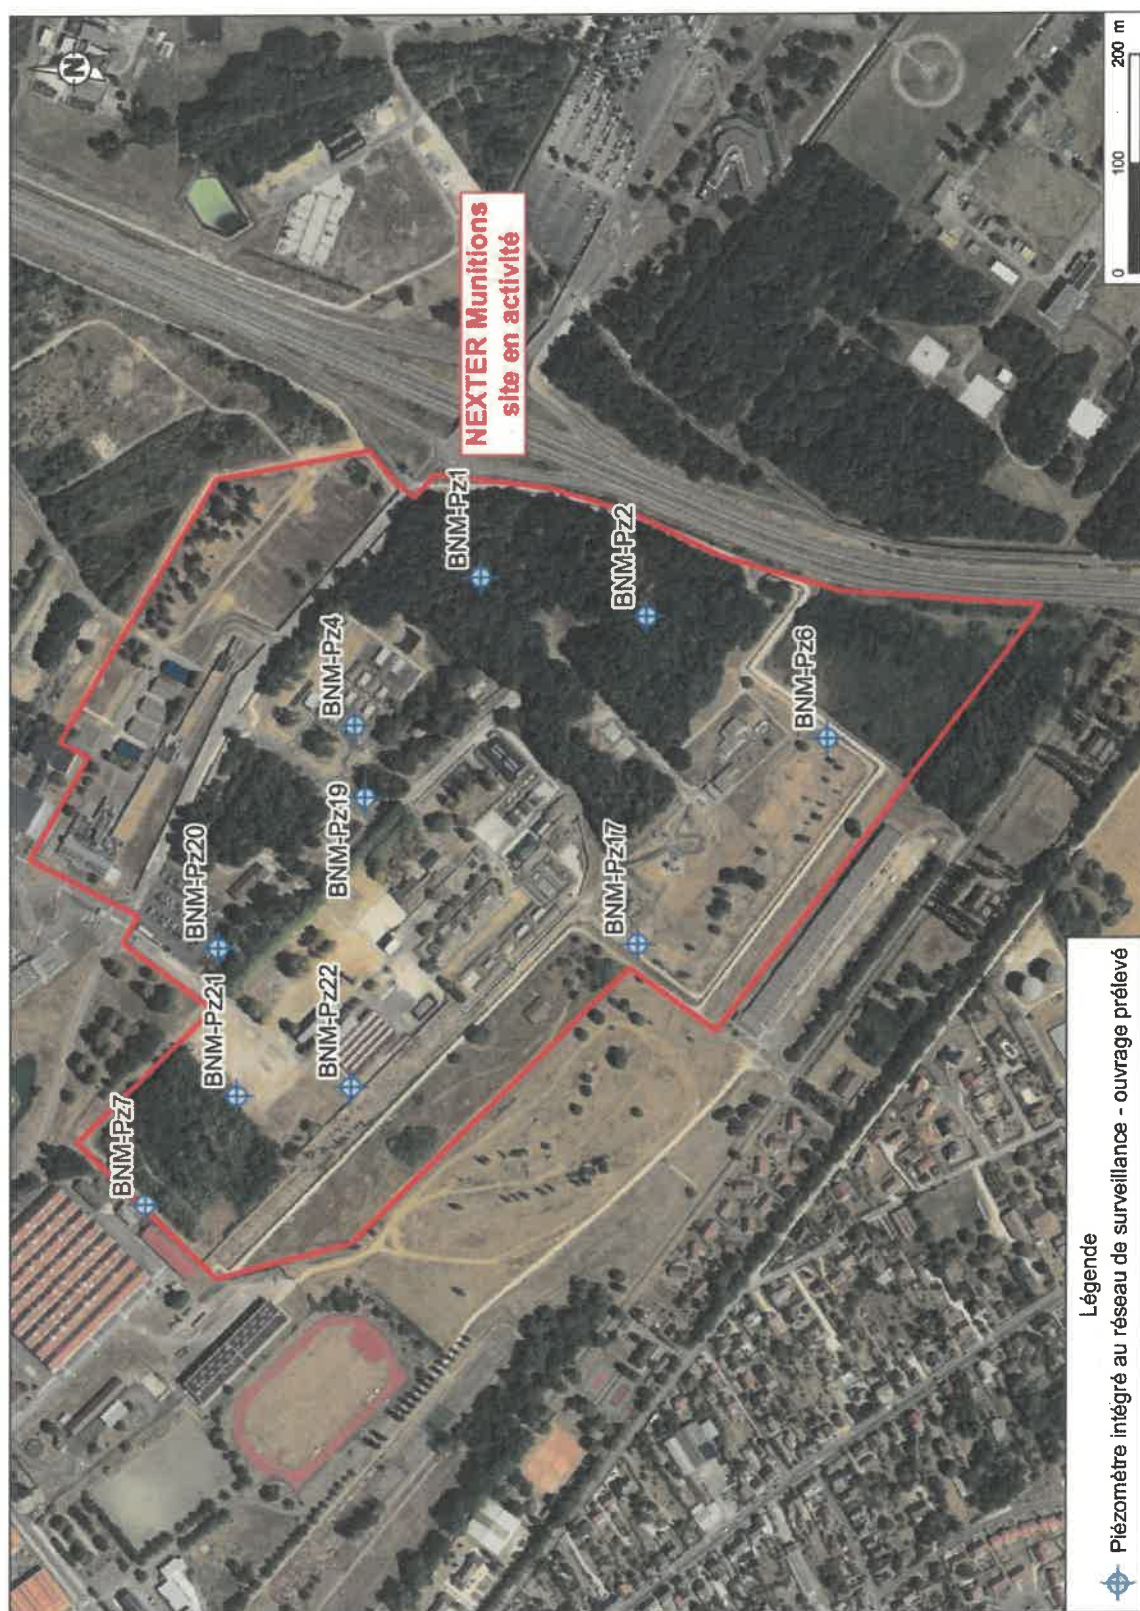 N
NEXTER Munitions
site en activité
BNM-Pz7
BNM-Pz21
BNM-Pz20
BNM-Pz22
BNM-Pz19
BNM-Pz4
BNM-Pz1
BNM-Pz2
BNM-Pz17
BNM-Pz6
Légende
Piézomètre intégré au réseau de surveillance - ouvrage prélevé
0 100 200 m